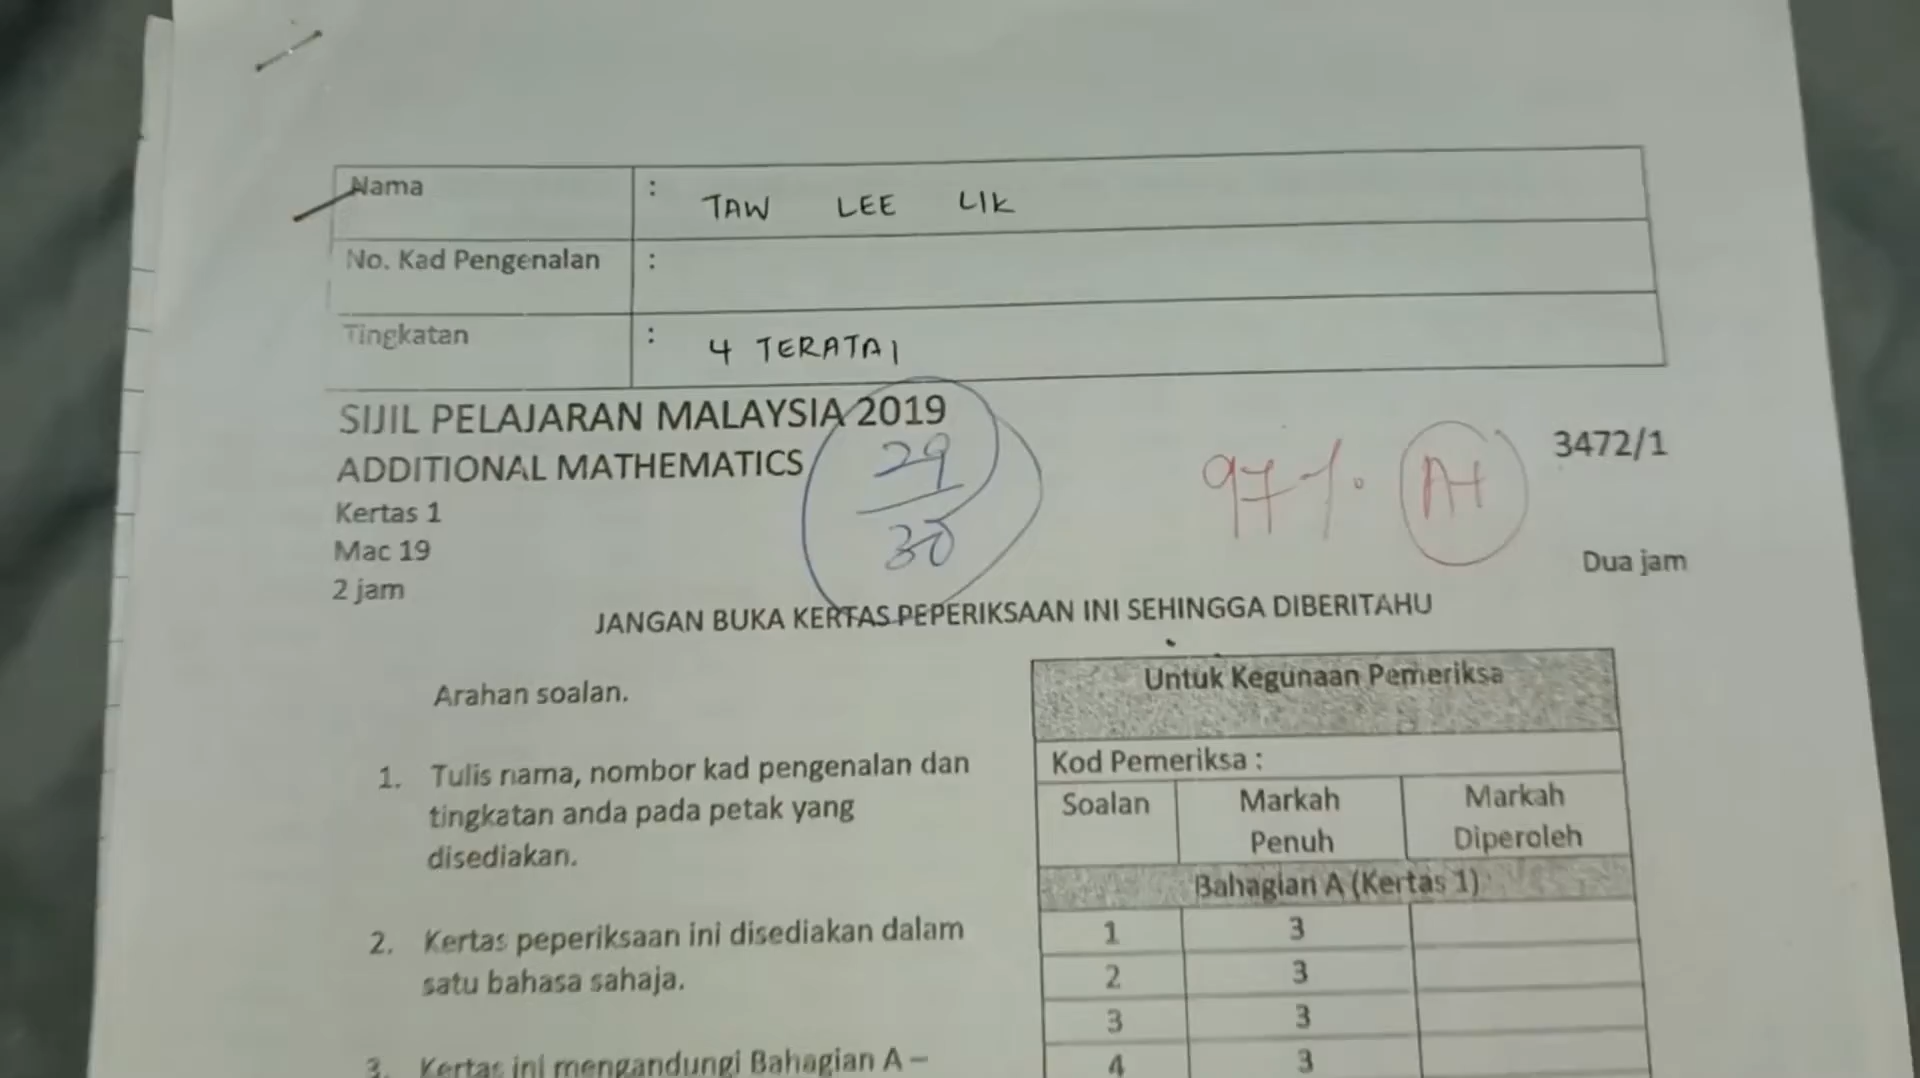 Nama : TAW LEE LIK
No. Kad Pengenalan :
Tingkatan : 4 TERATAI
SIJIL PELAJARAN MALAYSIA 2019
ADDITIONAL MATHEMATICS
3472/1
Kertas 1
Mac 19
2 jam
29
30
97%. A+
Dua jam
JANGAN BUKA KERTAS PEPERIKSAAN INI SEHINGGA DIBERITAHU
Arahan soalan.
1. Tulis nama, nombor kad pengenalan dan
tingkatan anda pada petak yang
disediakan.
2. Kertas peperiksaan ini disediakan dalam
satu bahasa sahaja.
3. Kertas ini mengandungi Bahagian A –
Untuk Kegunaan Pemeriksa
Kod Pemeriksa :
Soalan Markah Penuh Markah Diperoleh
Bahagian A (Kertas 1)
1 3
2 3
3 3
4 3